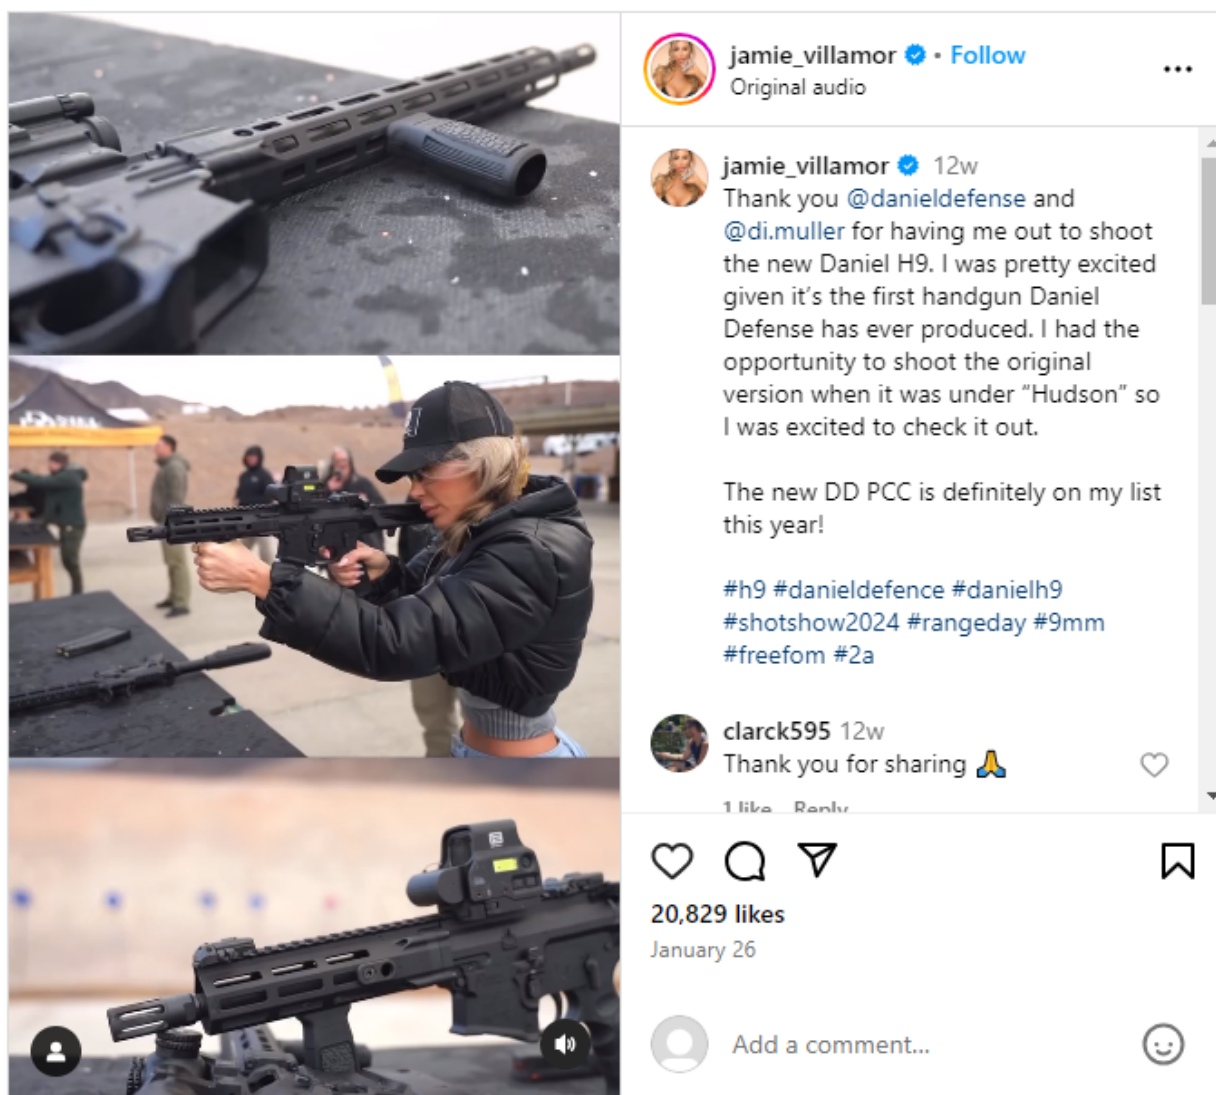 jamie_villamor • Follow
Original audio
jamie_villamor 12w
Thank you @danieldefense and
@di.muller for having me out to shoot
the new Daniel H9. I was pretty excited
given it’s the first handgun Daniel
Defense has ever produced. I had the
opportunity to shoot the original
version when it was under “Hudson” so
I was excited to check it out.
The new DD PCC is definitely on my list
this year!
#h9 #danieldefence #danielh9
#shotshow2024 #rangeday #9mm
#freefom #2a
clarck595 12w
Thank you for sharing 🙏
1 like Reply
20,829 likes
January 26
Add a comment...